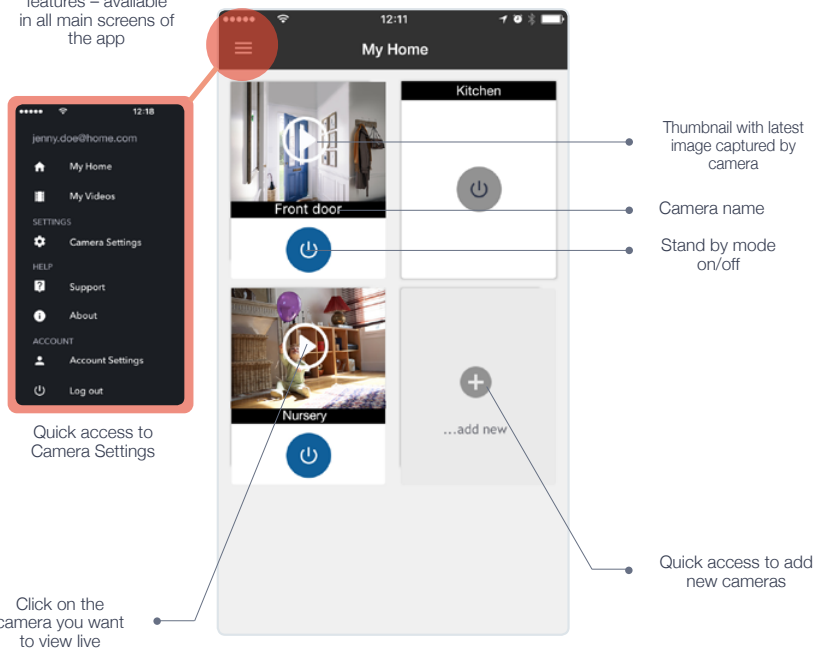 features – available
in all main screens of
the app
12:11
My Home
12:18
jenny.doe@home.com
My Home
My Videos
SETTINGS
Camera Settings
HELP
Support
About
ACCOUNT
Account Settings
Log out
Quick access to
Camera Settings
Front door
Kitchen
Nursery
...add new
Thumbnail with latest
image captured by
camera
Camera name
Stand by mode
on/off
Quick access to add
new cameras
Click on the
camera you want
to view live